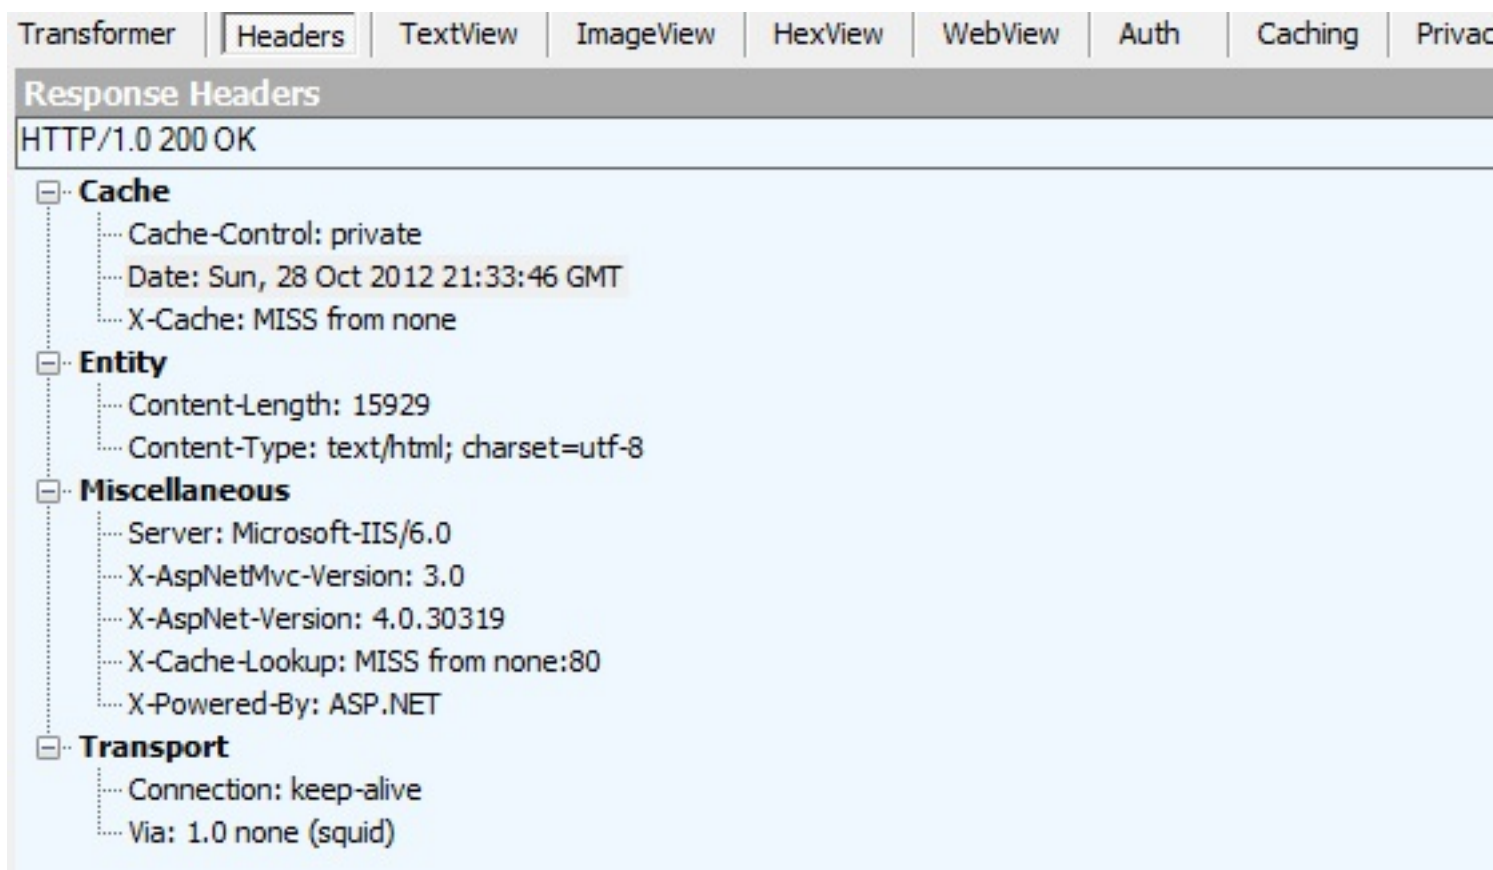 Transformer Headers TextView ImageView HexView WebView Auth Caching Privac
Response Headers
HTTP/1.0 200 OK
Cache
Cache-Control: private
Date: Sun, 28 Oct 2012 21:33:46 GMT
X-Cache: MISS from none
Entity
Content-Length: 15929
Content-Type: text/html; charset=utf-8
Miscellaneous
Server: Microsoft-IIS/6.0
X-AspNetMvc-Version: 3.0
X-AspNet-Version: 4.0.30319
X-Cache-Lookup: MISS from none:80
X-Powered-By: ASP.NET
Transport
Connection: keep-alive
Via: 1.0 none (squid)